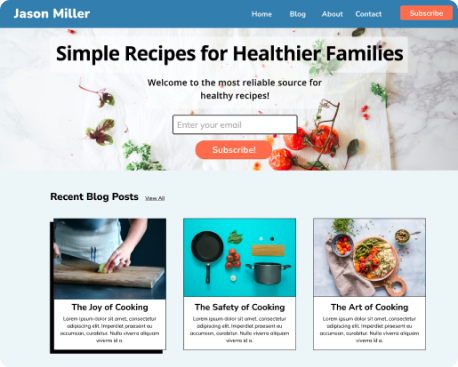 Jason Miller
Home Blog About Contact Subscribe
Simple Recipes for Healthier Families
Welcome to the most reliable source for
healthy recipes!
Enter your email
Subscribe!
Recent Blog Posts View All
The Joy of Cooking
Lorem ipsum dolor sit amet, consectetur
adipiscing elit. Imperdiet praesent eu
accumsan, curabitur. Nulla viverra aliquam
viverra id a.
The Safety of Cooking
Lorem ipsum dolor sit amet, consectetur
adipiscing elit. Imperdiet praesent eu
accumsan, curabitur. Nulla viverra aliquam
viverra id a.
The Art of Cooking
Lorem ipsum dolor sit amet, consectetur
adipiscing elit. Imperdiet praesent eu
accumsan, curabitur. Nulla viverra aliquam
viverra id a.